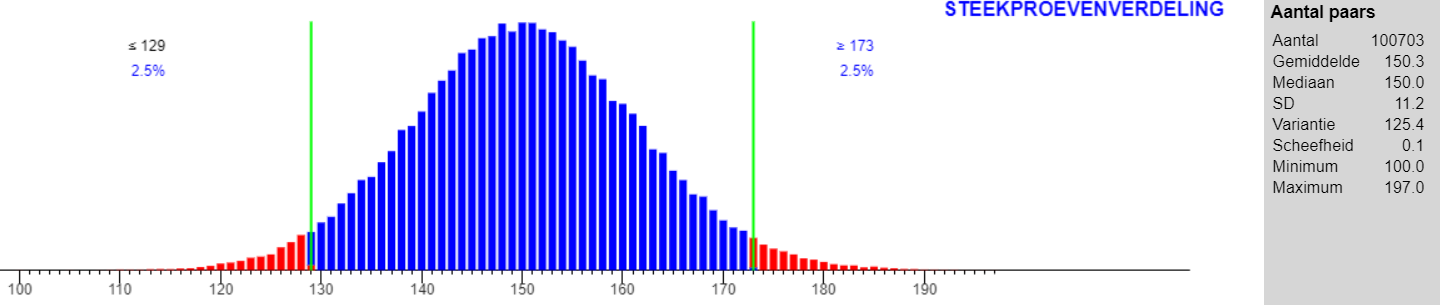 STEEKPROEVENVERDELING
≤ 129
2.5%
≥ 173
2.5%
100 110 120 130 140 150 160 170 180 190
Aantal paars
Aantal 100703
Gemiddelde 150.3
Mediaan 150.0
SD 11.2
Variantie 125.4
Scheefheid 0.1
Minimum 100.0
Maximum 197.0